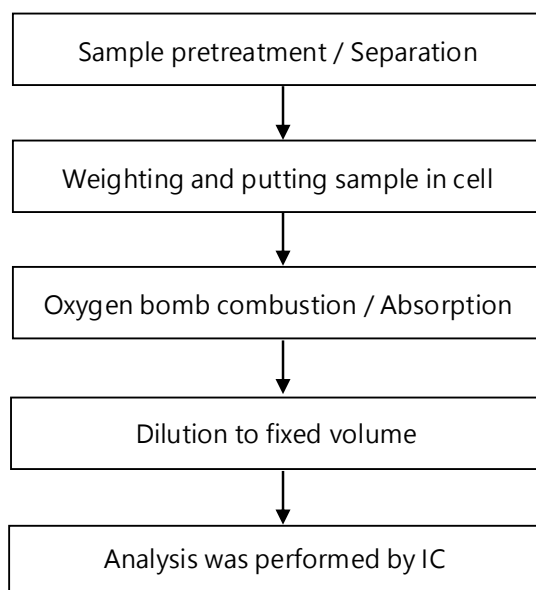 Sample pretreatment / Separation
Weighting and putting sample in cell
Oxygen bomb combustion / Absorption
Dilution to fixed volume
Analysis was performed by IC